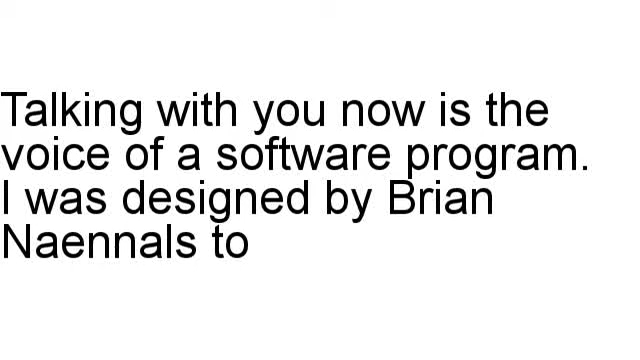 Talking with you now is the
voice of a software program.
I was designed by Brian
Naennals to